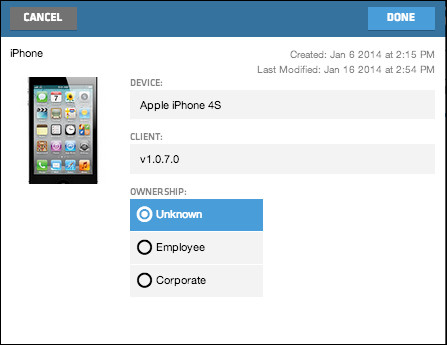 CANCEL
DONE
iPhone
Created: Jan 6 2014 at 2:15 PM
Last Modified: Jan 16 2014 at 2:54 PM
DEVICE:
Apple iPhone 4S
CLIENT:
v1.0.7.0
OWNERSHIP:
Unknown
Employee
Corporate